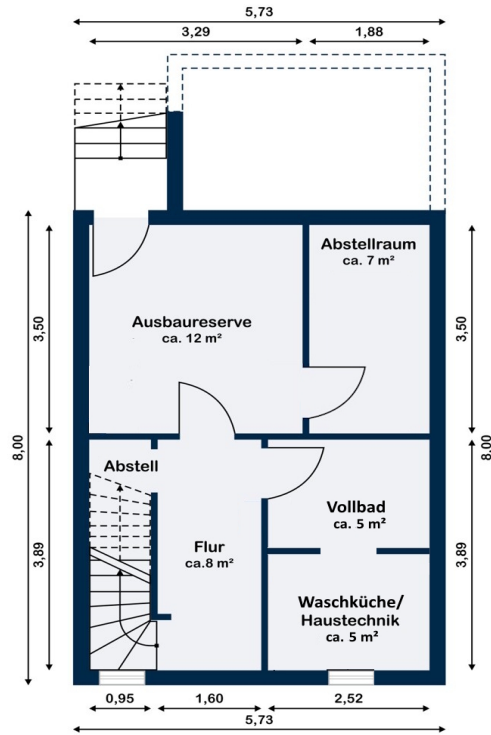 5,73
3,29
1,88
Abstellraum
ca. 7 m²
Ausbaureserve
ca. 12 m²
3,50
3,50
8,00
8,00
Abstell
Vollbad
ca. 5 m²
Flur
ca.8 m²
3,89
3,89
Waschküche/
Haustechnik
ca. 5 m²
0,95
1,60
2,52
5,73